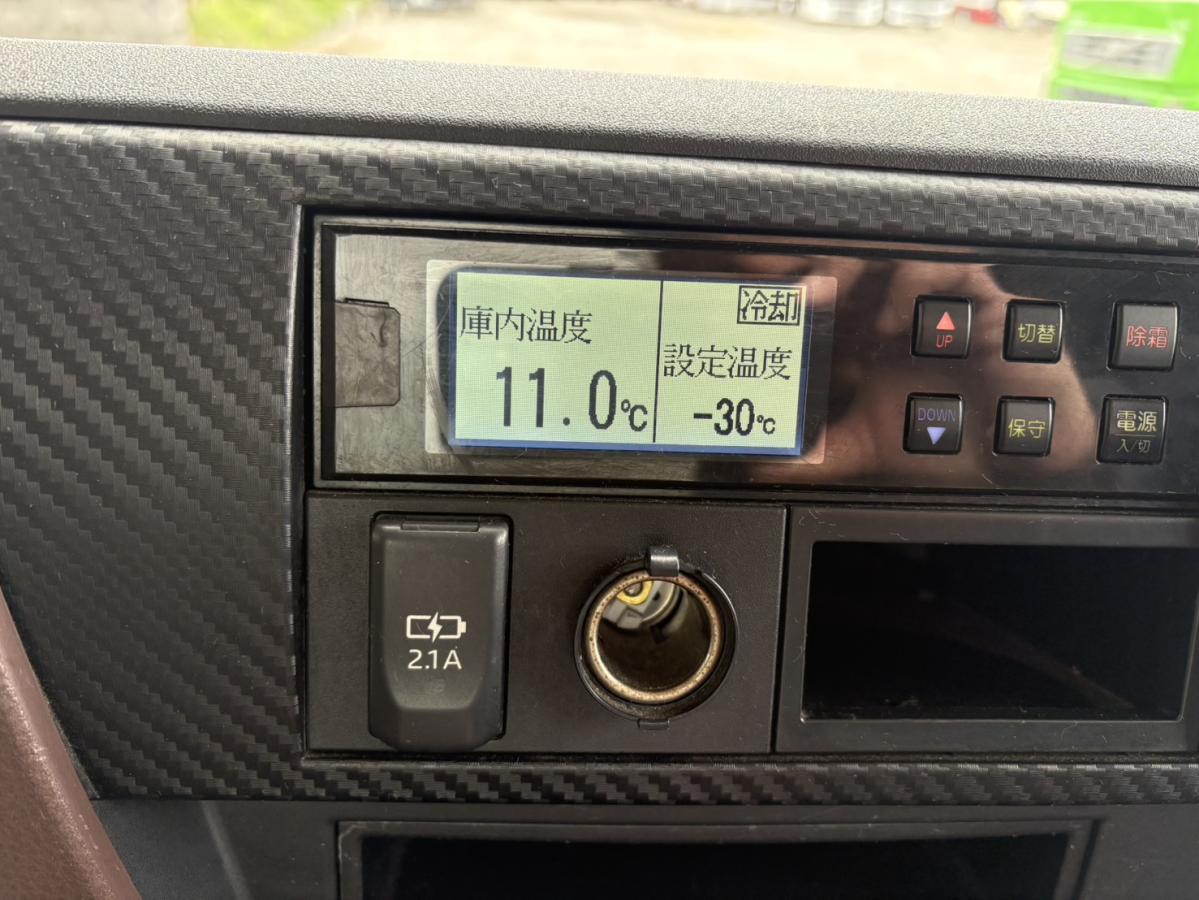 庫内温度
11.0℃
冷却
設定温度
-30℃
▲
UP
切替
除霜
DOWN
▼
保守
電源
入/切
2.1A